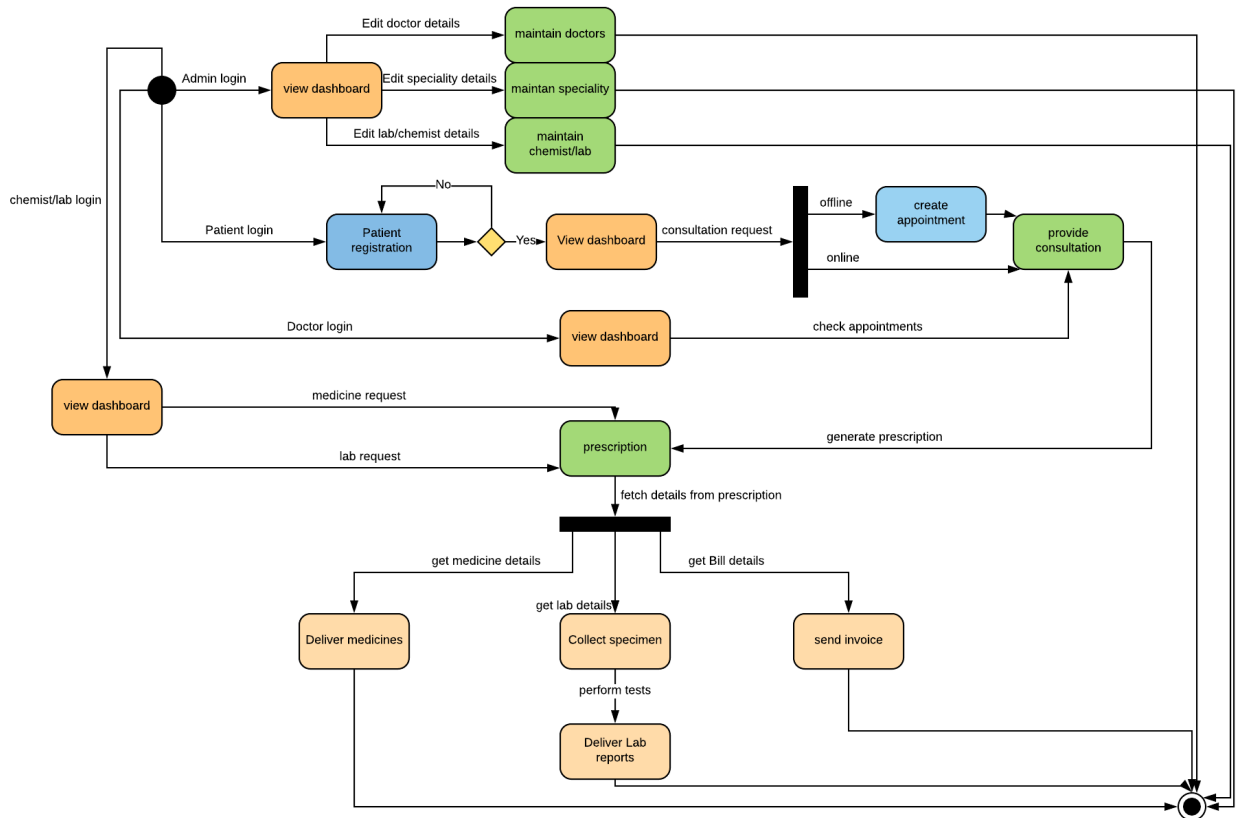 Edit doctor details
maintain doctors
Admin login
view dashboard
Edit speciality details
maintan speciality
Edit lab/chemist details
maintain
chemist/lab
chemist/lab login
No
Patient login
Patient
registration
Yes
View dashboard
consultation request
offline
create
appointment
provide
consultation
online
Doctor login
view dashboard
check appointments
view dashboard
medicine request
prescription
generate prescription
lab request
fetch details from prescription
get medicine details
get Bill details
get lab details
Deliver medicines
Collect specimen
send invoice
perform tests
Deliver Lab
reports